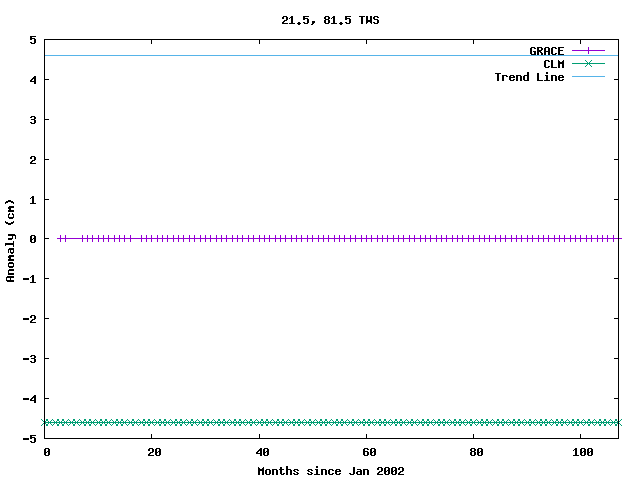 21.5, 81.5 TWS
GRACE
CLM
Trend Line
5
4
3
2
1
0
-1
-2
-3
-4
-5
Anomaly (cm)
0 20 40 60 80 100
Months since Jan 2002